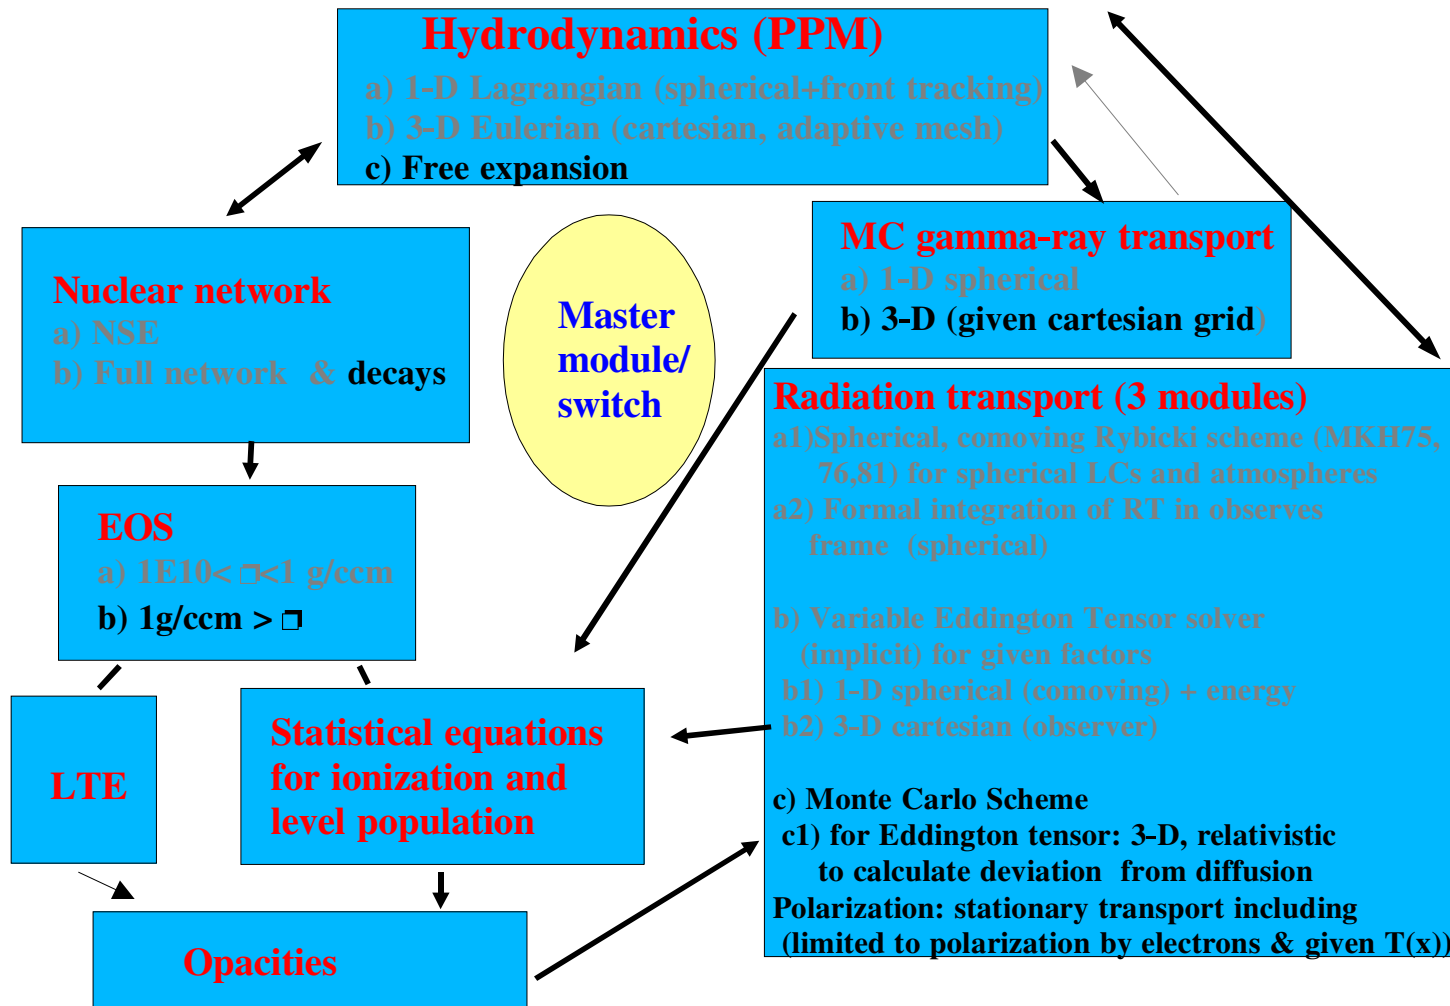 Hydrodynamics (PPM)
a) 1-D Lagrangian (spherical+front tracking)
b) 3-D Eulerian (cartesian, adaptive mesh)
c) Free expansion
MC gamma-ray transport
a) 1-D spherical
b) 3-D (given cartesian grid)
Nuclear network
a) NSE
b) Full network & decays
Master
module/
switch
Radiation transport (3 modules)
a1)Spherical, comoving Rybicki scheme (MKH75,
76,81) for spherical LCs and atmospheres
a2) Formal integration of RT in observes
frame (spherical)
b) Variable Eddington Tensor solver
(implicit) for given factors
b1) 1-D spherical (comoving) + energy
b2) 3-D cartesian (observer)
c) Monte Carlo Scheme
c1) for Eddington tensor: 3-D, relativistic
to calculate deviation from diffusion
Polarization: stationary transport including
(limited to polarization by electrons & given T(x))
EOS
a) 1E10< □<1 g/ccm
b) 1g/ccm > □
LTE
Statistical equations
for ionization and
level population
Opacities